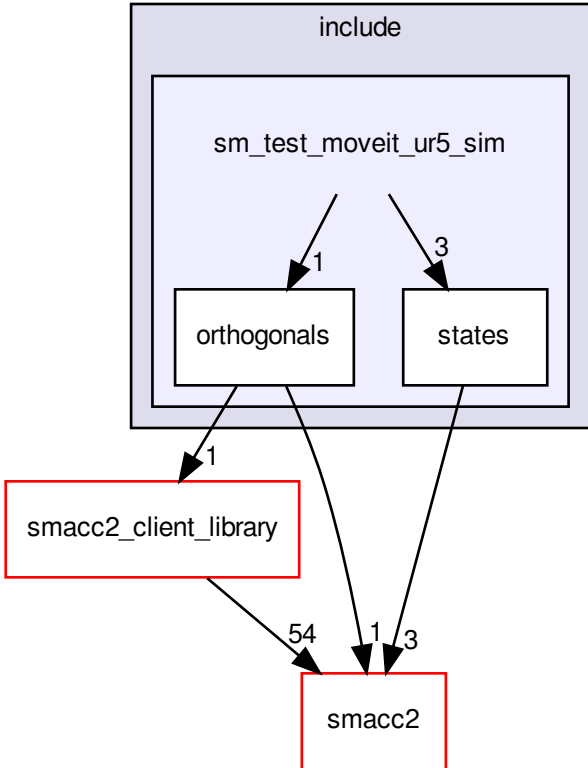 include
sm_test_moveit_ur5_sim
1
3
orthogonals
states
1
smacc2_client_library
54
1
3
smacc2